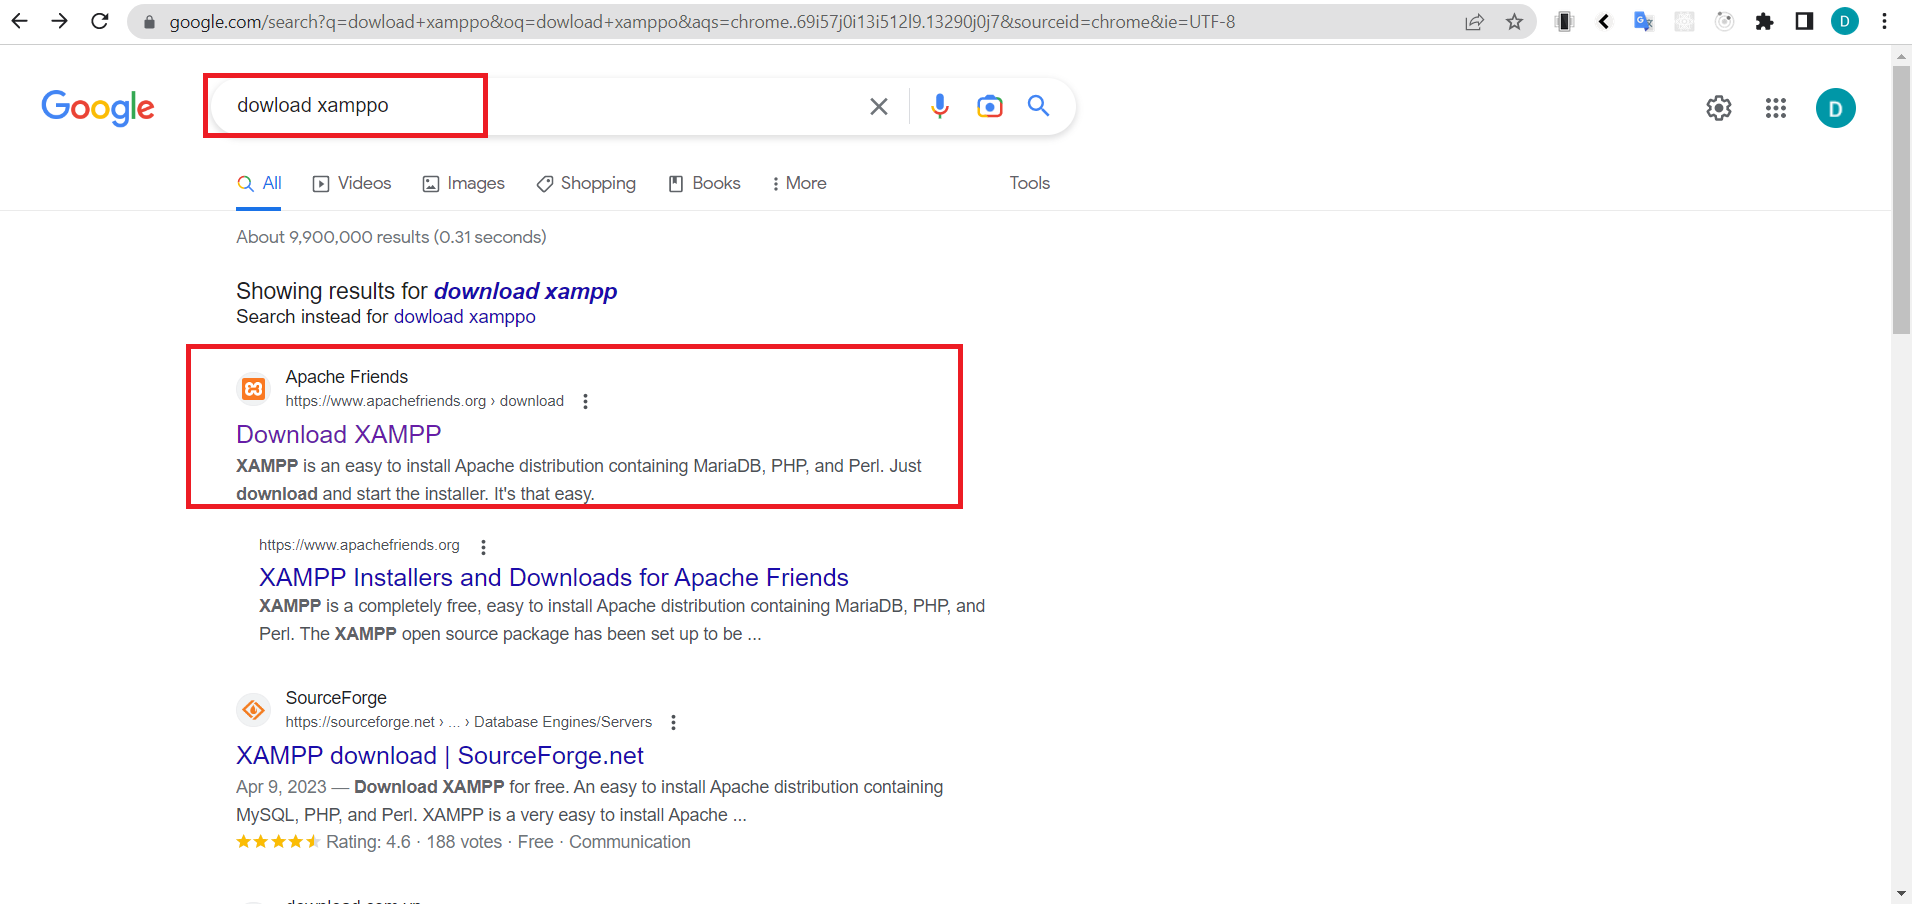 google.com/search?q=dowload+xamppo&oq=dowload+xamppo&aqs=chrome..69i57j0i13i512l9.13290j0j7&sourceid=chrome&ie=UTF-8
D
Google
dowload xamppo
D
All
Videos
Images
Shopping
Books
More
Tools
About 9,900,000 results (0.31 seconds)
Showing results for download xampp
Search instead for dowload xamppo
Apache Friends
https://www.apachefriends.org › download
Download XAMPP
XAMPP is an easy to install Apache distribution containing MariaDB, PHP, and Perl. Just
download and start the installer. It's that easy.
https://www.apachefriends.org
XAMPP Installers and Downloads for Apache Friends
XAMPP is a completely free, easy to install Apache distribution containing MariaDB, PHP, and
Perl. The XAMPP open source package has been set up to be ...
SourceForge
https://sourceforge.net › ... › Database Engines/Servers
XAMPP download | SourceForge.net
Apr 9, 2023 — Download XAMPP for free. An easy to install Apache distribution containing
MySQL, PHP, and Perl. XAMPP is a very easy to install Apache ...
Rating: 4.6 · 188 votes · Free · Communication